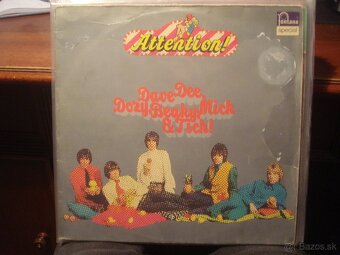 Attention!
fontana
special
Dave Dee
Dozy Beaky Mick
& Tich!
Bazos.sk